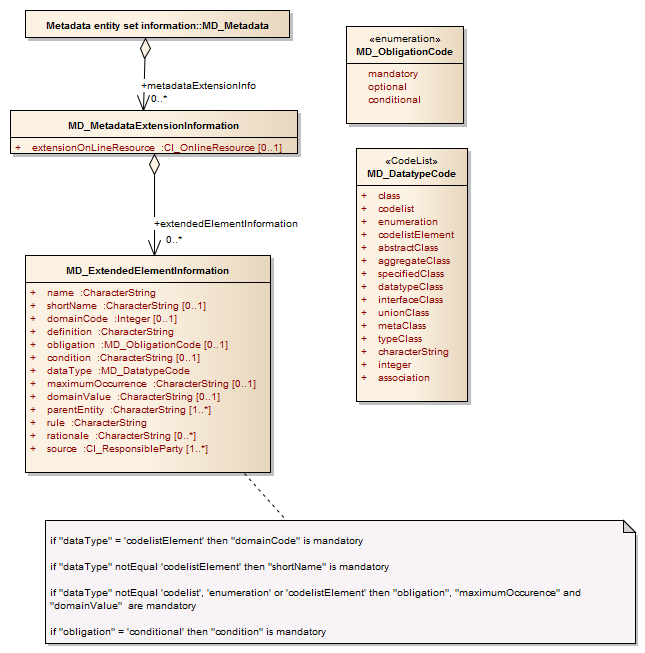 Metadata entity set information::MD_Metadata
+metadataExtensionInfo
0..*
MD_MetadataExtensionInformation
+ extensionOnLineResource :CI_OnlineResource [0..1]
+extendedElementInformation
0..*
MD_ExtendedElementInformation
+ name :CharacterString
+ shortName :CharacterString [0..1]
+ domainCode :Integer [0..1]
+ definition :CharacterString
+ obligation :MD_ObligationCode [0..1]
+ condition :CharacterString [0..1]
+ dataType :MD_DatatypeCode
+ maximumOccurrence :CharacterString [0..1]
+ domainValue :CharacterString [0..1]
+ parentEntity :CharacterString [1..*]
+ rule :CharacterString
+ rationale :CharacterString [0..*]
+ source :CI_ResponsibleParty [1..*]
«enumeration»
MD_ObligationCode
mandatory
optional
conditional
«CodeList»
MD_DatatypeCode
+ class
+ codelist
+ enumeration
+ codelistElement
+ abstractClass
+ aggregateClass
+ specifiedClass
+ datatypeClass
+ interfaceClass
+ unionClass
+ metaClass
+ typeClass
+ characterString
+ integer
+ association
if "dataType" = 'codelistElement' then "domainCode" is mandatory
if "dataType" notEqual 'codelistElement' then "shortName" is mandatory
if "dataType" notEqual 'codelist', 'enumeration' or 'codelistElement' then "obligation", "maximumOccurence" and
"domainValue" are mandatory
if "obligation" = 'conditional' then "condition" is mandatory